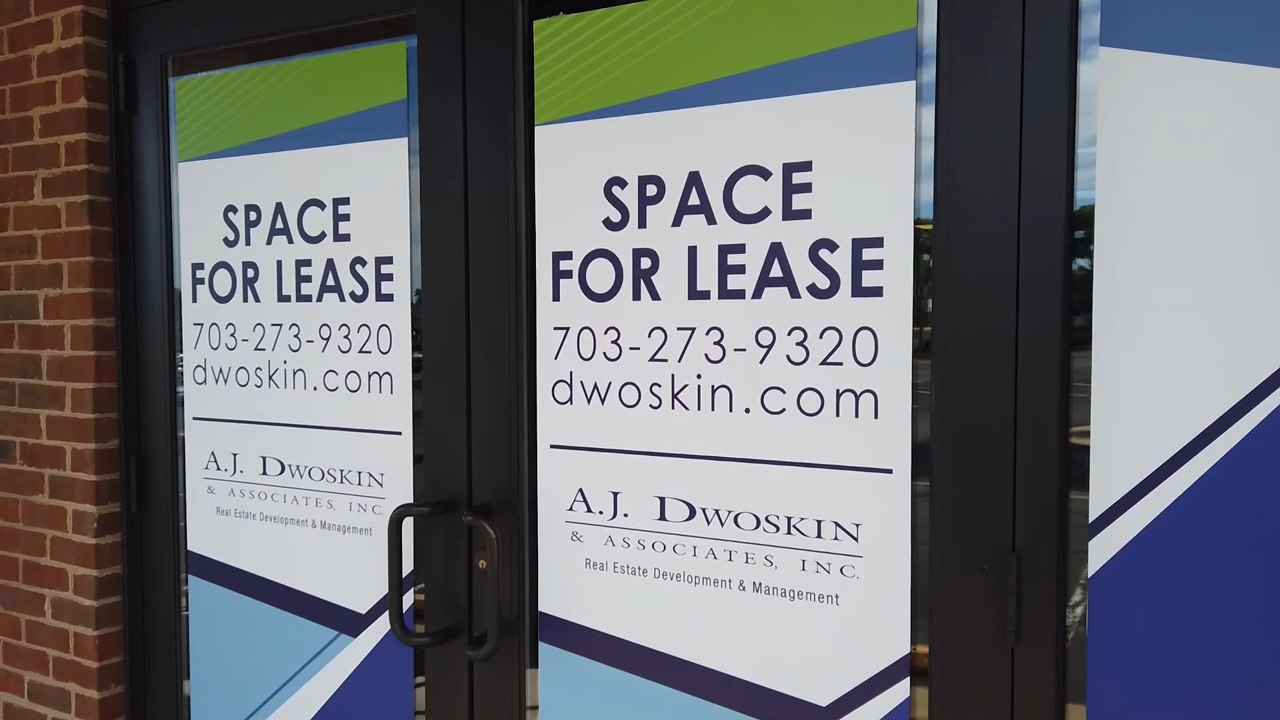 SPACE
FOR LEASE
703-273-9320
dwoskin.com
A.J. DWOSKIN
& ASSOCIATES, INC.
Real Estate Development & Management
SPACE
FOR LEASE
703-273-9320
dwoskin.com
A.J. DWOSKIN
& ASSOCIATES, INC.
Real Estate Development & Management